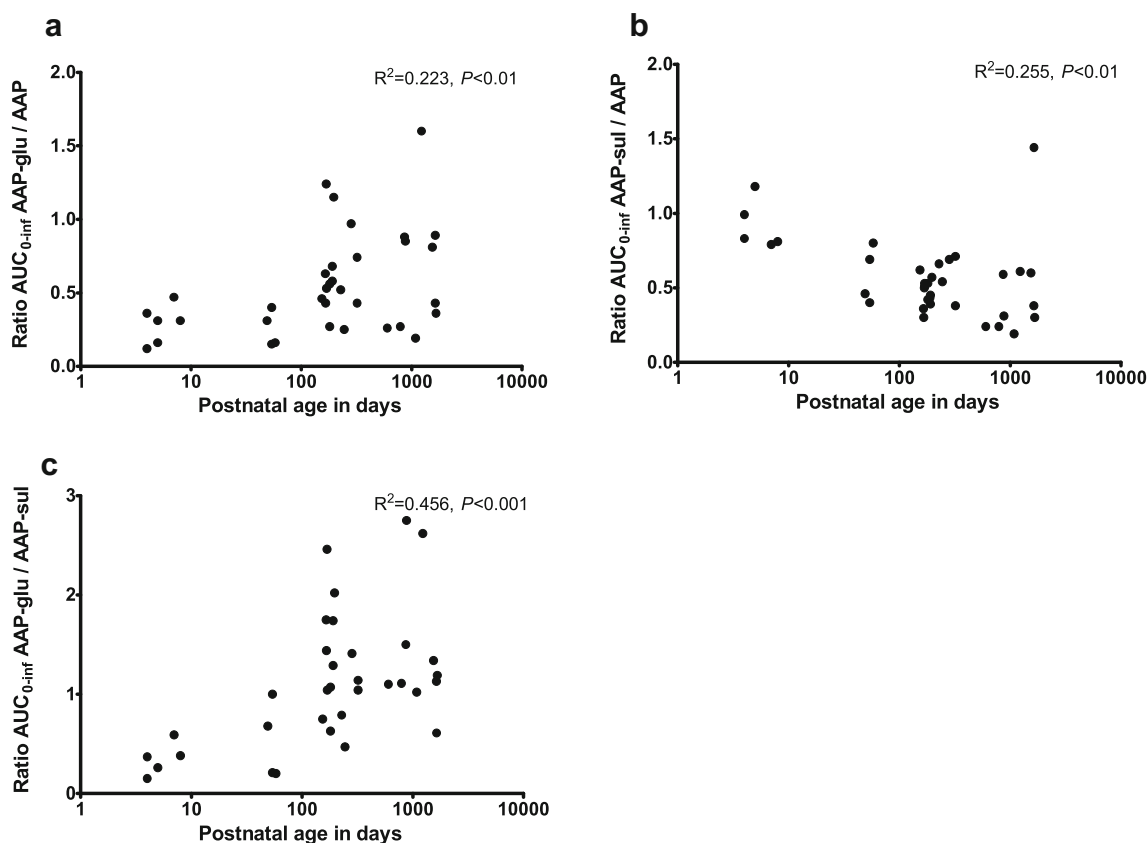 a
R²=0.223, P<0.01
Ratio AUC0-inf AAP-glu / AAP
2.0
1.5
1.0
0.5
0.0
1 10 100 1000 10000
Postnatal age in days
b
R²=0.255, P<0.01
Ratio AUC0-inf AAP-sul / AAP
2.0
1.5
1.0
0.5
0.0
1 10 100 1000 10000
Postnatal age in days
c
R²=0.456, P<0.001
Ratio AUC0-inf AAP-glu / AAP-sul
3
2
1
0
1 10 100 1000 10000
Postnatal age in days